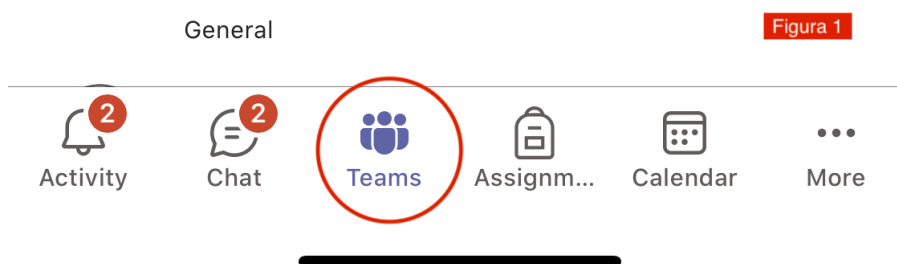 General
Figura 1
2
2
Activity
Chat
Teams
Assignm...
Calendar
More